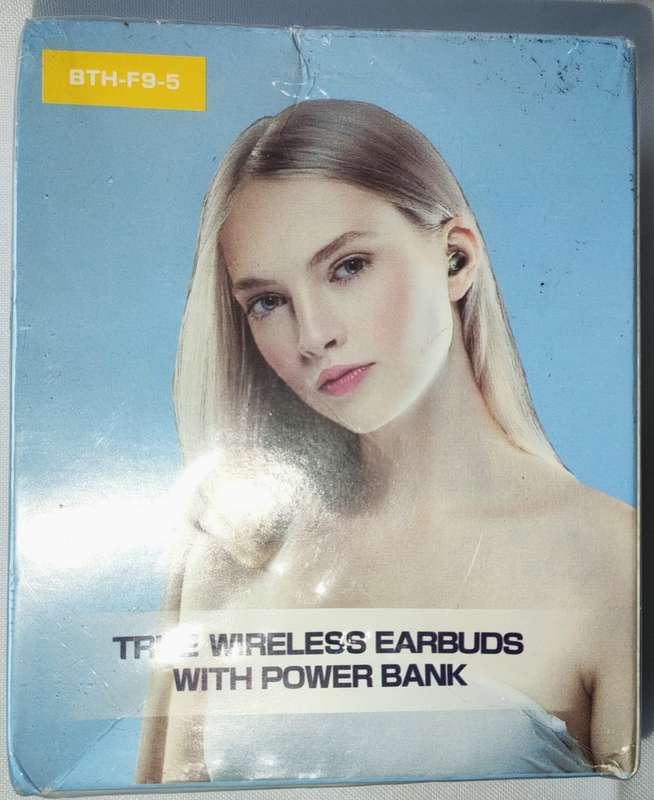 BTH-F9-5
TRUE WIRELESS EARBUDS
WITH POWER BANK